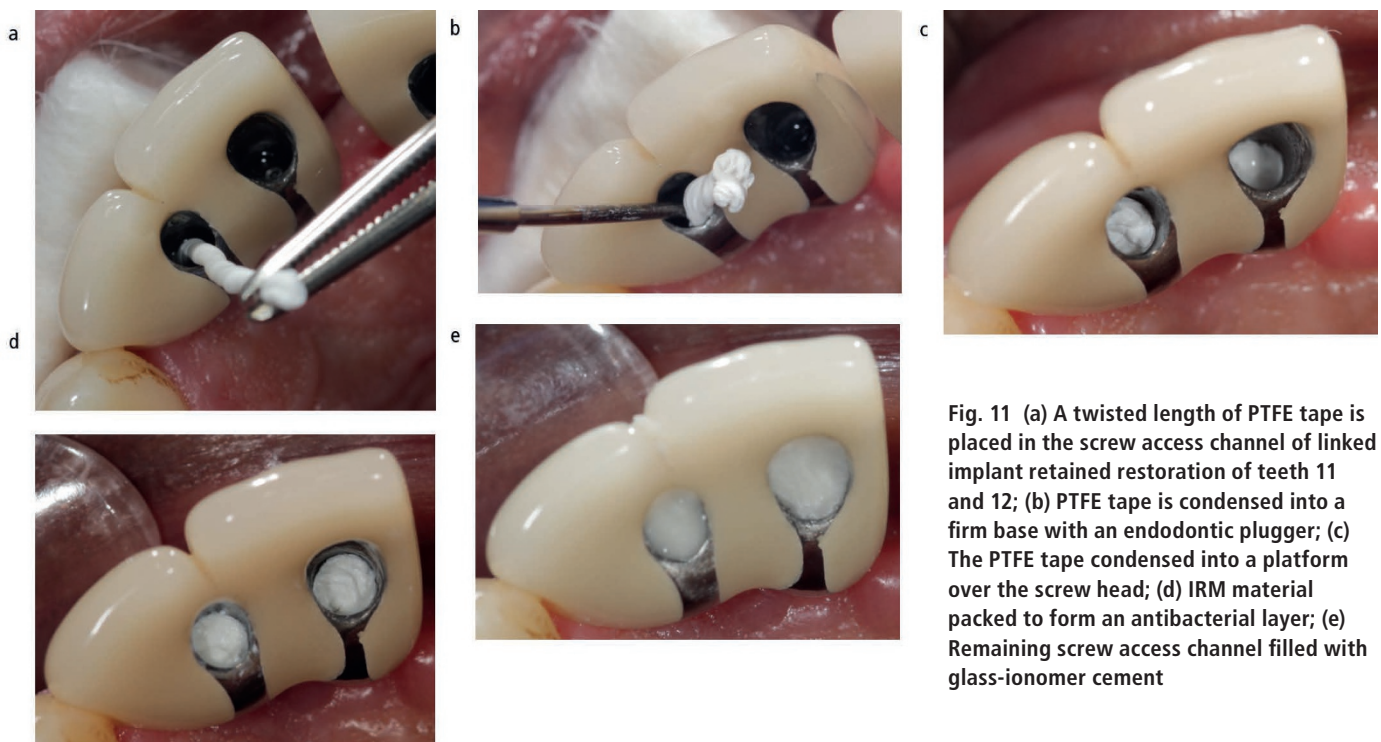 a
b
c
d
e
Fig. 11 (a) A twisted length of PTFE tape is
placed in the screw access channel of linked
implant retained restoration of teeth 11
and 12; (b) PTFE tape is condensed into a
firm base with an endodontic plugger; (c)
The PTFE tape condensed into a platform
over the screw head; (d) IRM material
packed to form an antibacterial layer; (e)
Remaining screw access channel filled with
glass-ionomer cement